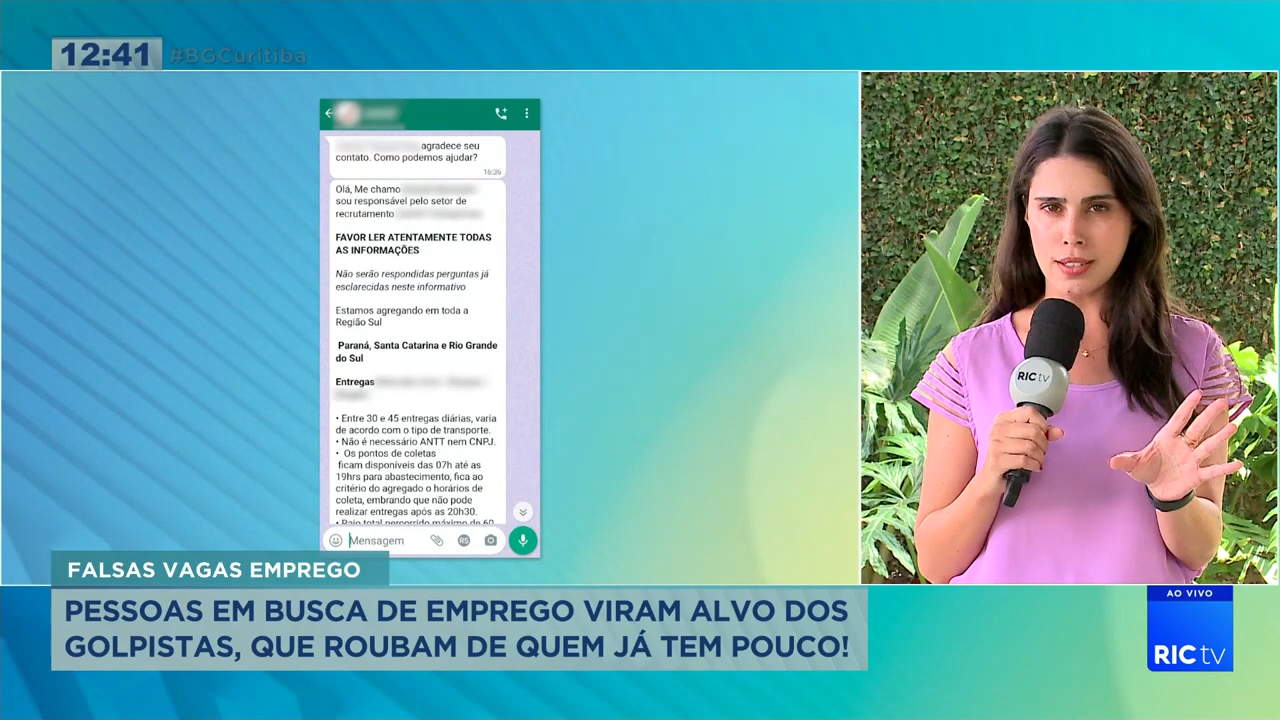 12:41 #BGCuritiba
agradece seu
contato. Como podemos ajudar?
16:36
Olá, Me chamo
sou responsável pelo setor de
recrutamento
FAVOR LER ATENTAMENTE TODAS
AS INFORMAÇÕES
Não serão respondidas perguntas já
esclarecidas neste informativo
Estamos agregando em toda a
Região Sul
Paraná, Santa Catarina e Rio Grande
do Sul
Entregas
• Entre 30 e 45 entregas diárias, varia
de acordo com o tipo de transporte.
• Não é necessário ANTT nem CNPJ.
• Os pontos de coletas
ficam disponíveis das 07h até as
19hrs para abastecimento, fica ao
critério do agregado o horários de
coleta, embrando que não pode
realizar entregas após as 20h30.
• Raio total percorrido máximo de 60
Mensagem
RIC tv
FALSAS VAGAS EMPREGO
PESSOAS EM BUSCA DE EMPREGO VIRAM ALVO DOS
GOLPISTAS, QUE ROUBAM DE QUEM JÁ TEM POUCO!
AO VIVO
RIC tv